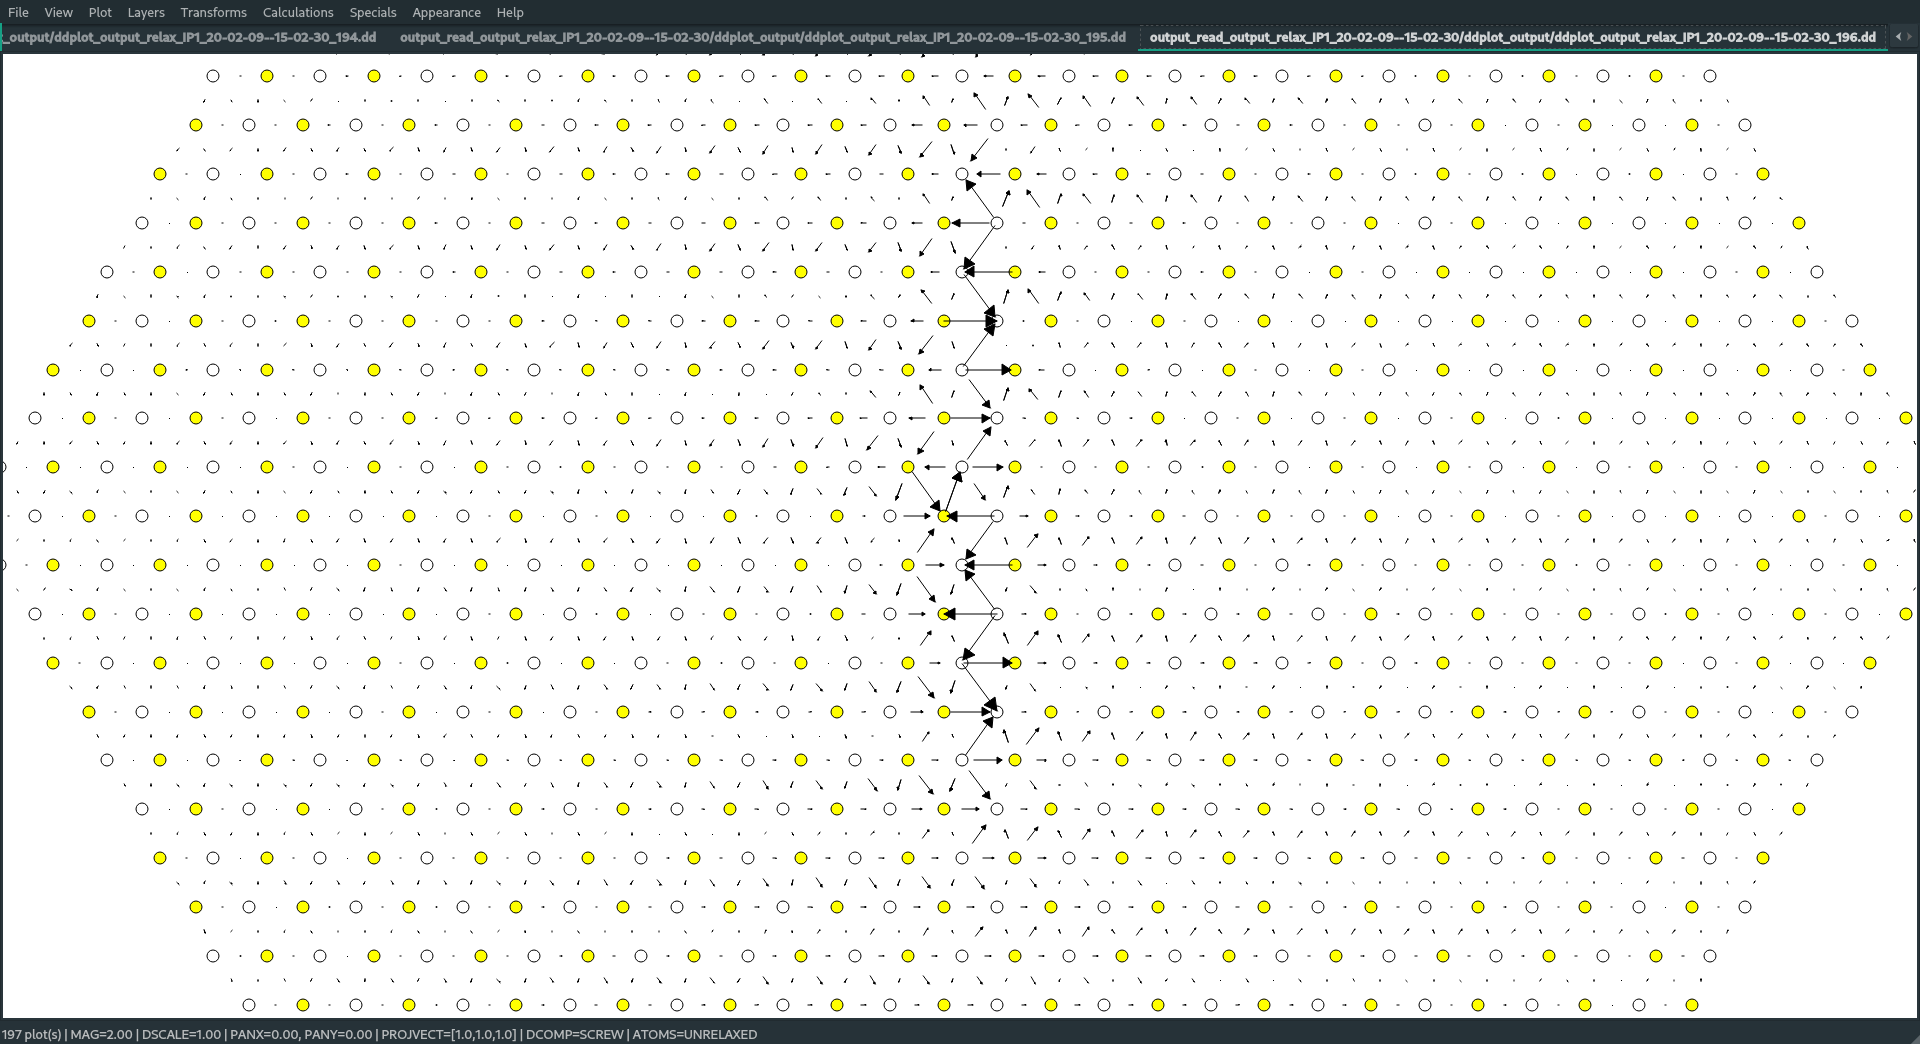 File View Plot Layers Transforms Calculations Specials Appearance Help
_output/ddplot_output_relax_IP1_20-02-09--15-02-30_194.dd output_read_output_relax_IP1_20-02-09--15-02-30/ddplot_output/ddplot_output_relax_IP1_20-02-09--15-02-30_195.dd output_read_output_relax_IP1_20-02-09--15-02-30/ddplot_output/ddplot_output_relax_IP1_20-02-09--15-02-30_196.dd
197 plot(s) | MAG=2.00 | DSCALE=1.00 | PANX=0.00, PANY=0.00 | PROJVECT=[1.0,1.0,1.0] | DCOMP=SCREW | ATOMS=UNRELAXED